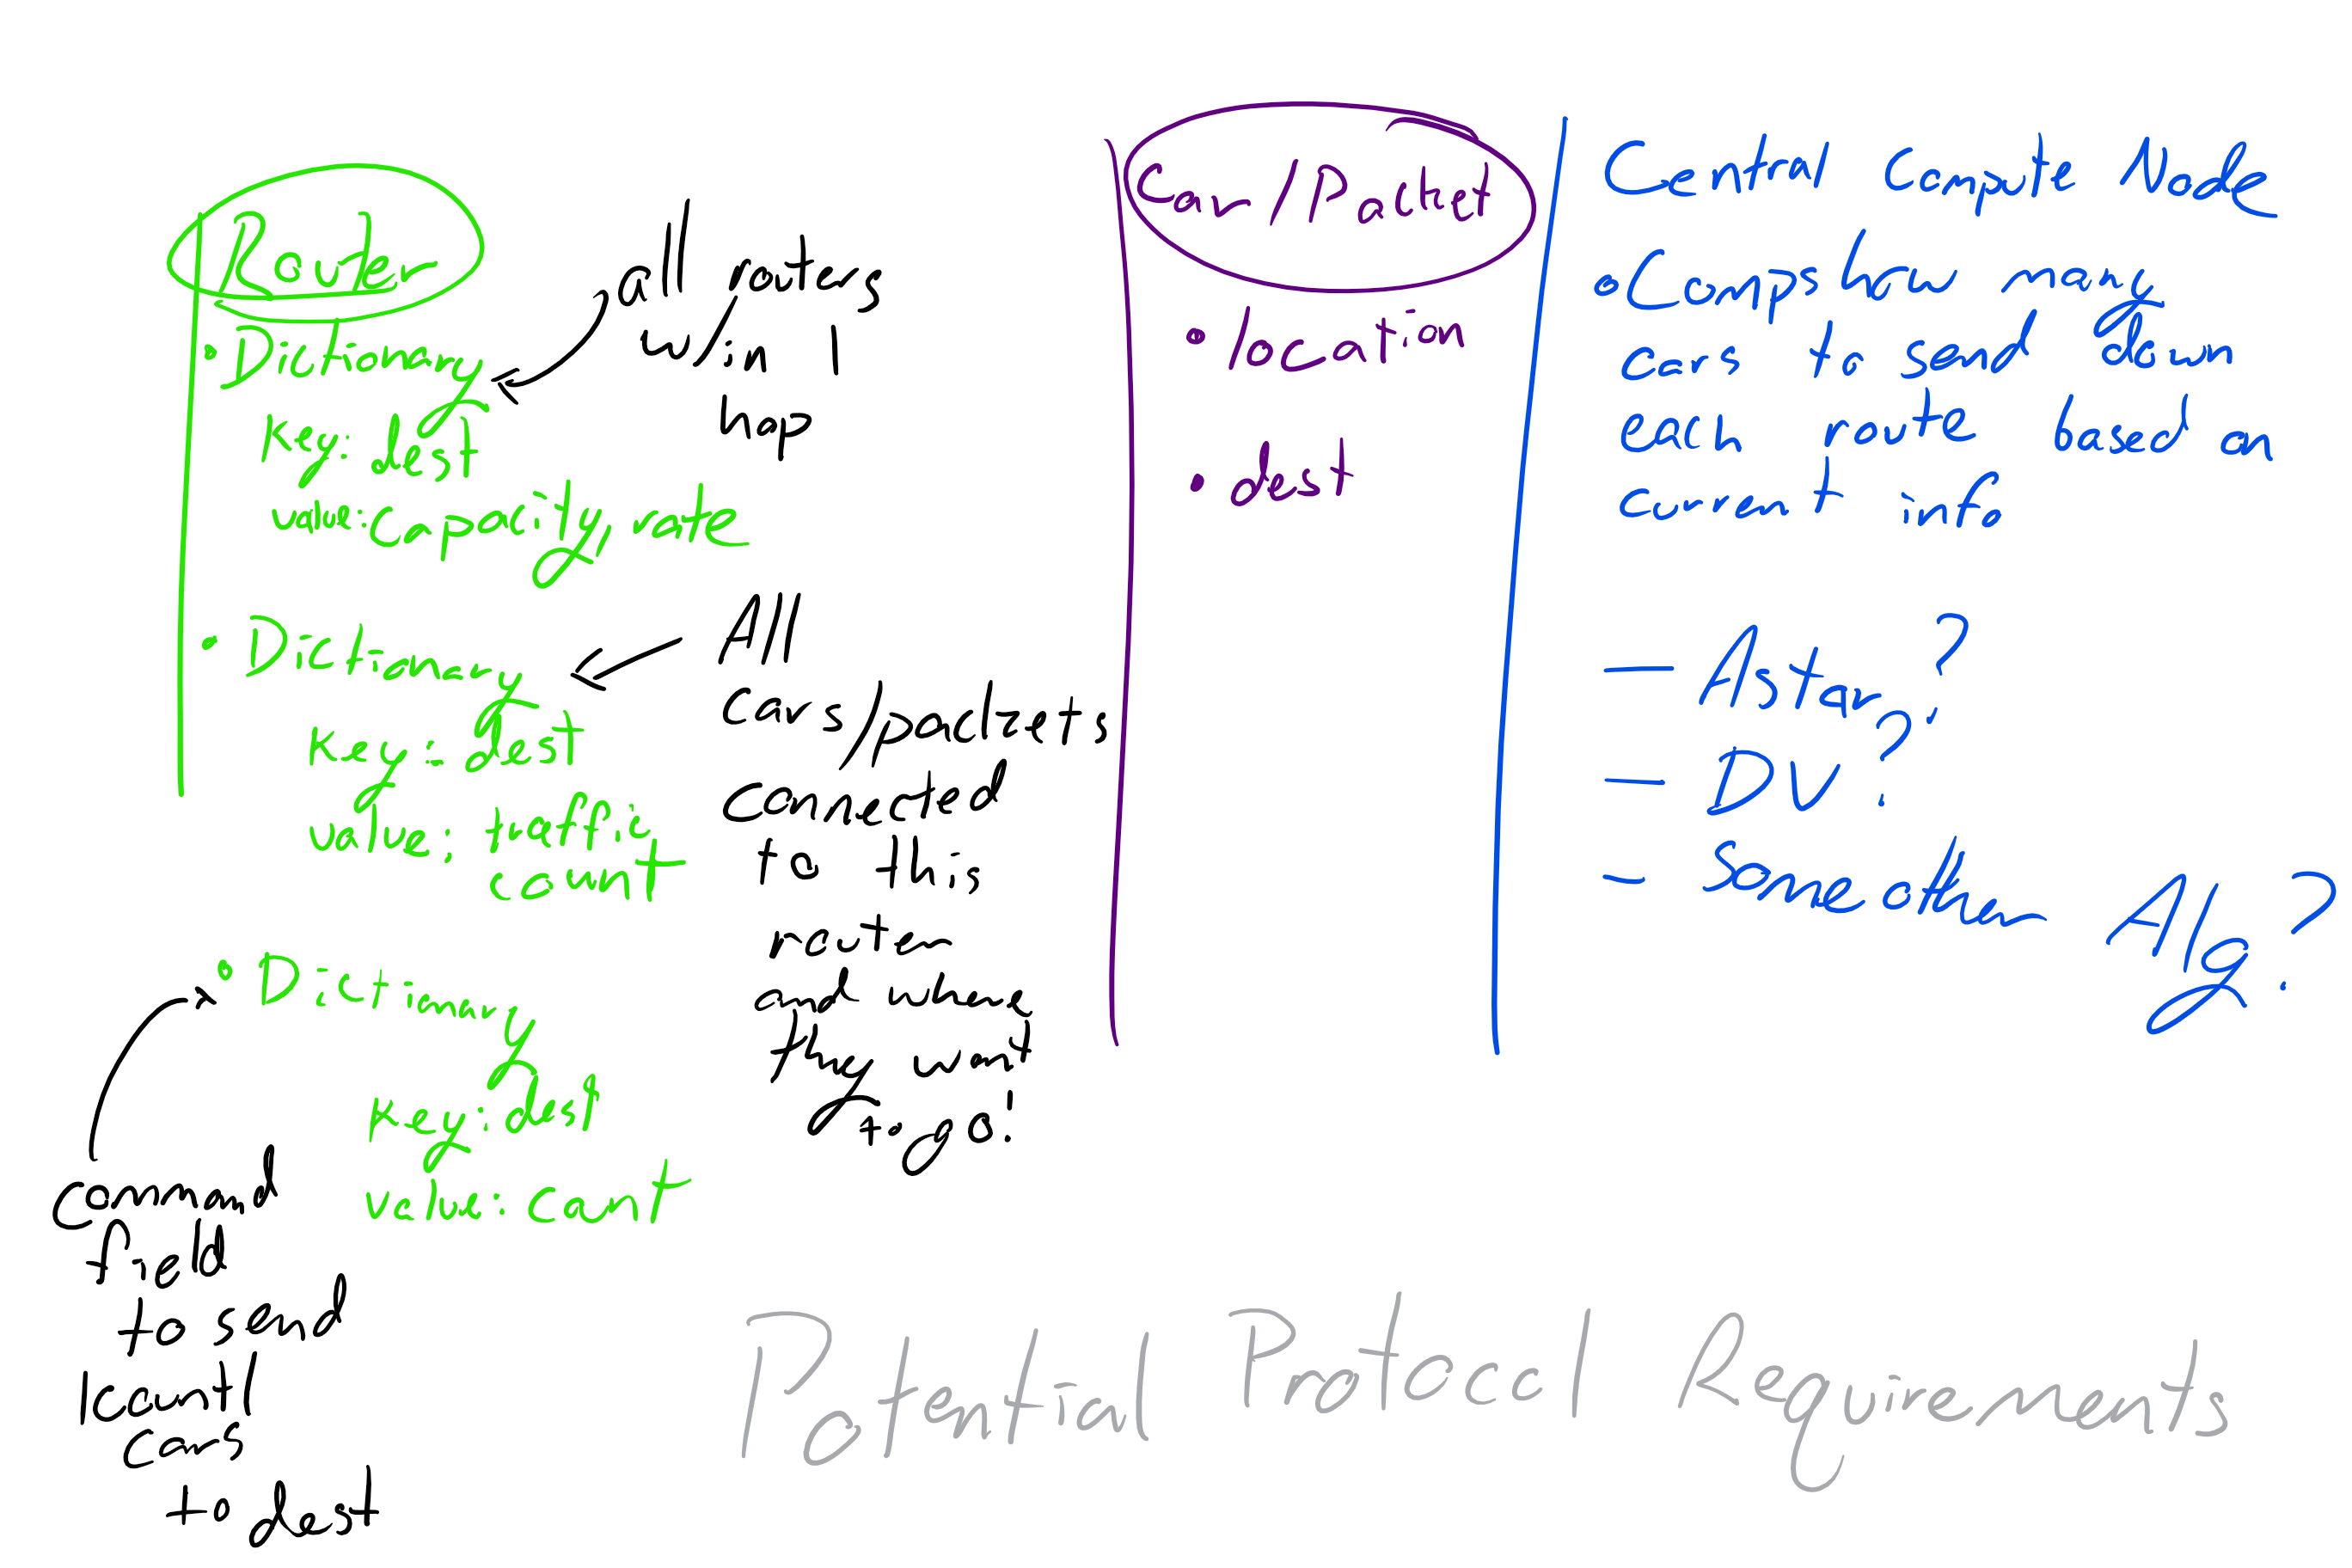 Router
• Dictionary
key: dest
value: capacity, rate
all routers
w/in 1
hop
• Dictionary
key: dest
value: traffic
count
All
cars/packets
connected
to this
router
and where
they want
to go!
• Dictionary
key: dest
value: count
command
field
to send
|count|
cars
to dest
Car/Packet
• location
• dest
Central Compute Node
• Comps how many
cars to send down
each route based on
current info
- Astar?
- DV?
- Some other Alg?
Potential Protocol Requirements